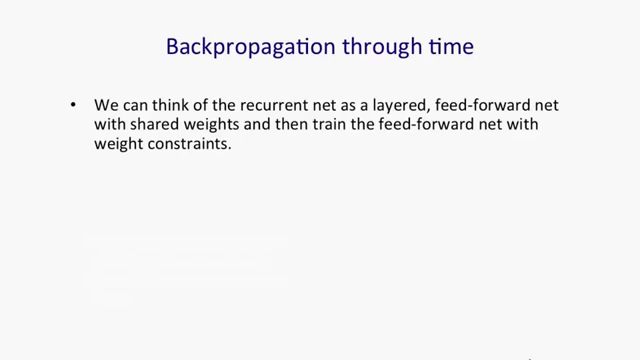 Backpropagation through time
• We can think of the recurrent net as a layered, feed-forward net
with shared weights and then train the feed-forward net with
weight constraints.